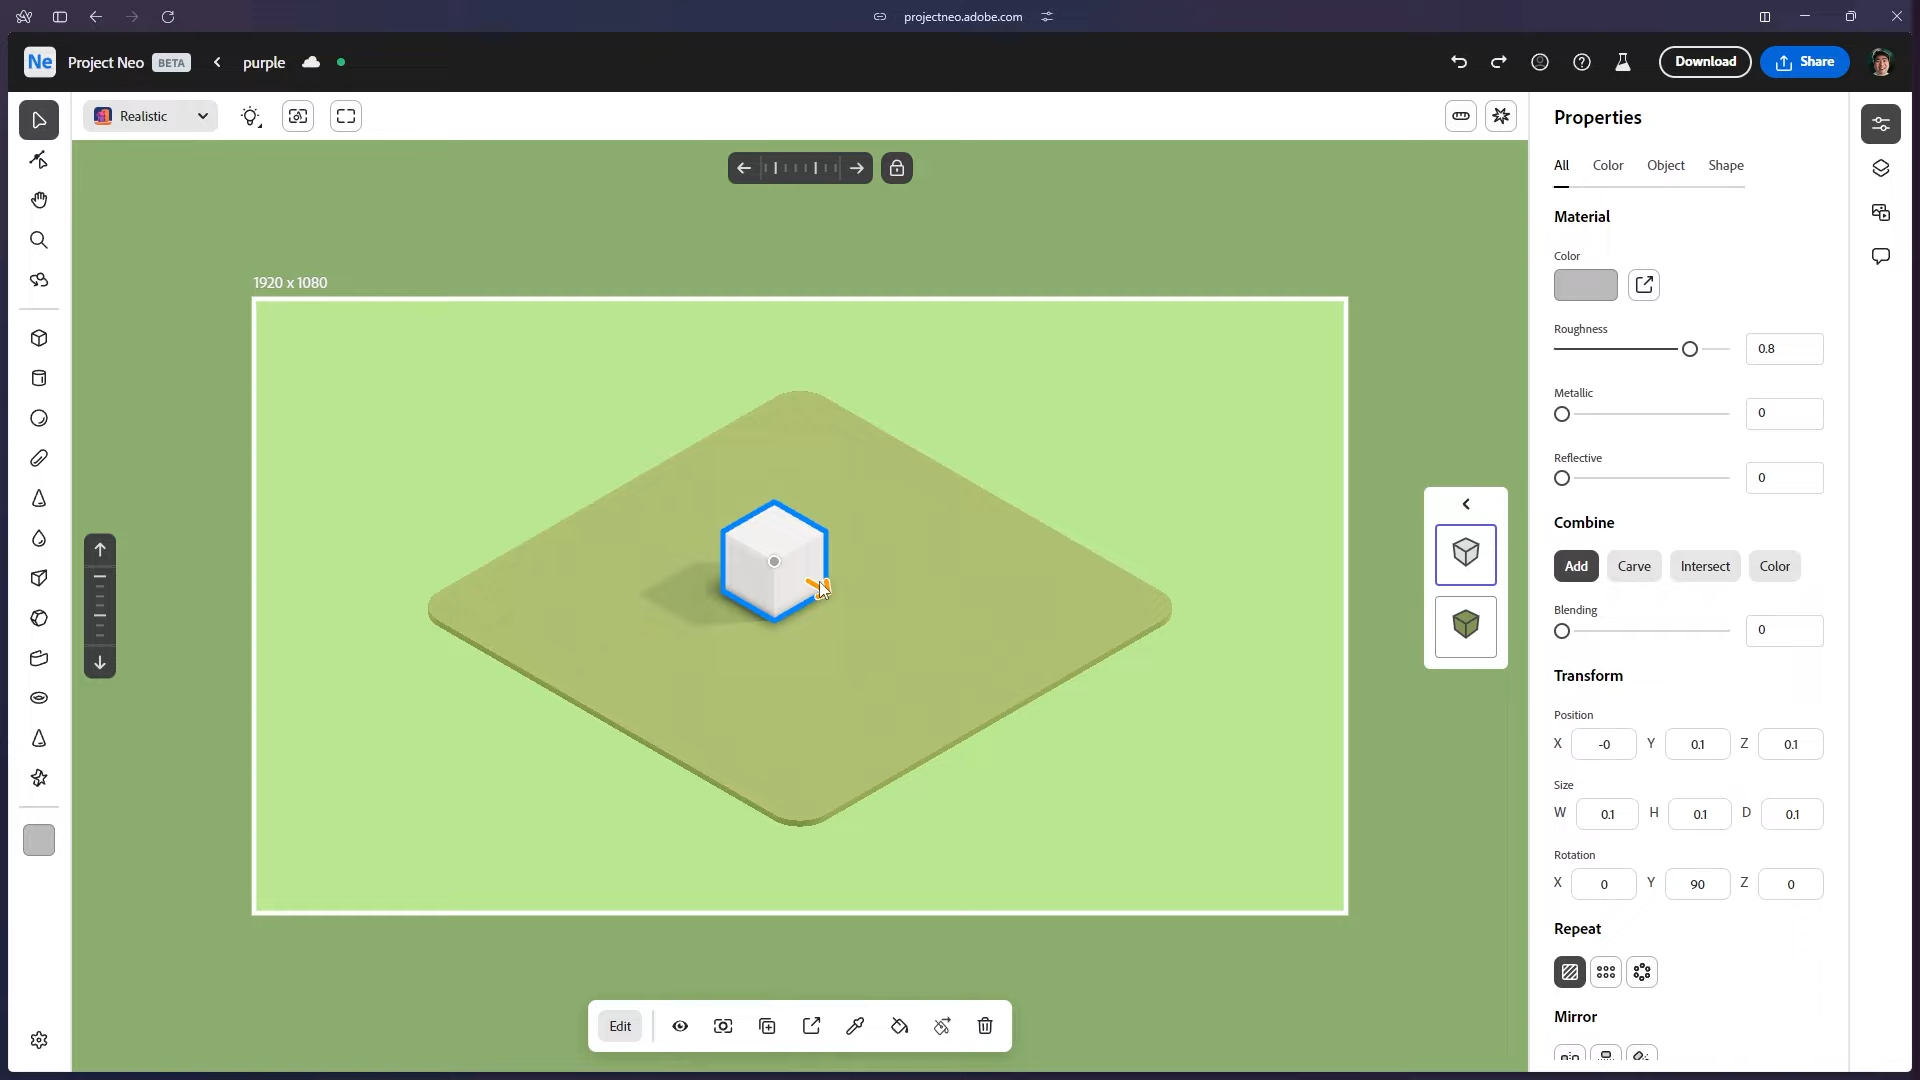 projectneo.adobe.com
Ne Project Neo BETA purple
Download Share
Realistic
1920 x 1080
Edit
Properties
All Color Object Shape
Material
Color
Roughness
0.8
Metallic
0
Reflective
0
Combine
Add Carve Intersect Color
Blending
0
Transform
Position
X -0 Y 0.1 Z 0.1
Size
W 0.1 H 0.1 D 0.1
Rotation
X 0 Y 90 Z 0
Repeat
Mirror